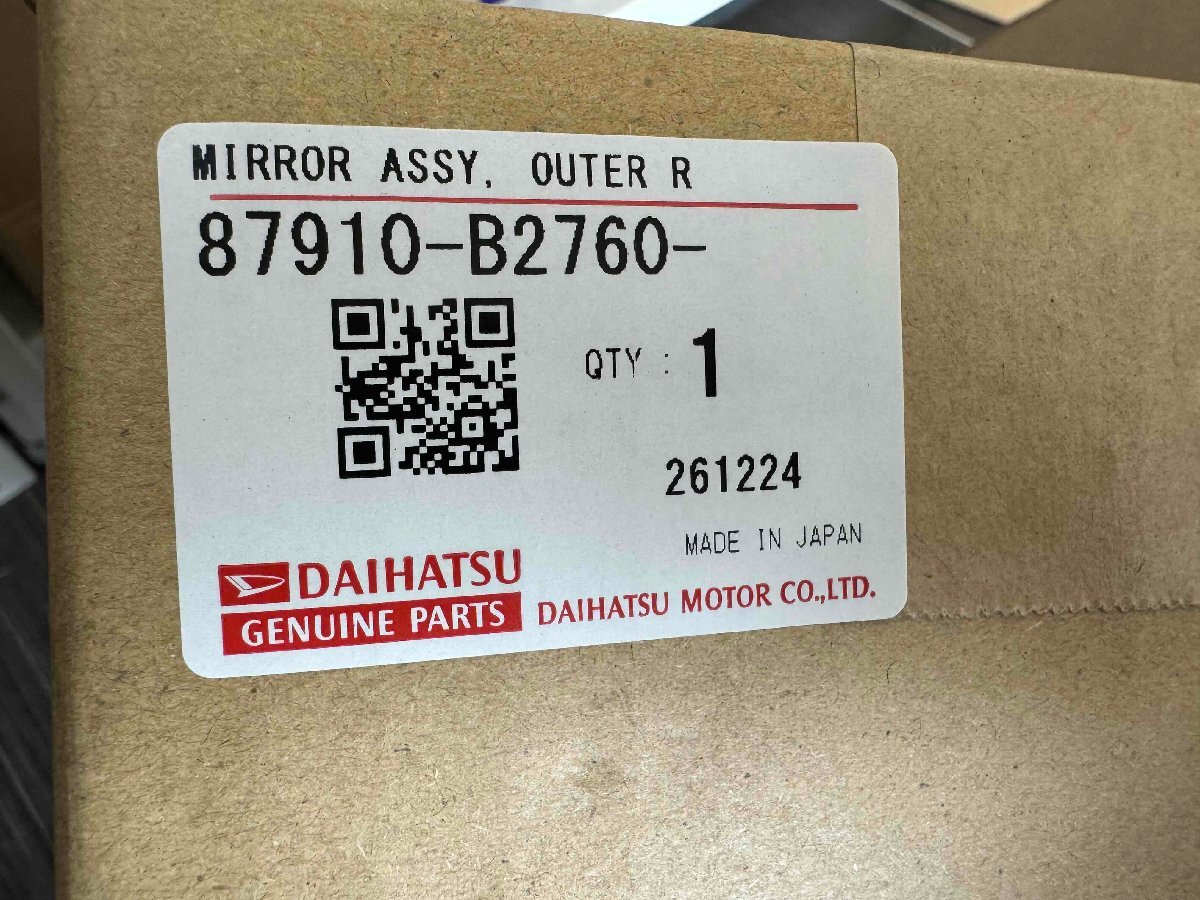 MIRROR ASSY, OUTER R
87910-B2760-
QTY : 1
261224
MADE IN JAPAN
DAIHATSU
GENUINE PARTS
DAIHATSU MOTOR CO.,LTD.